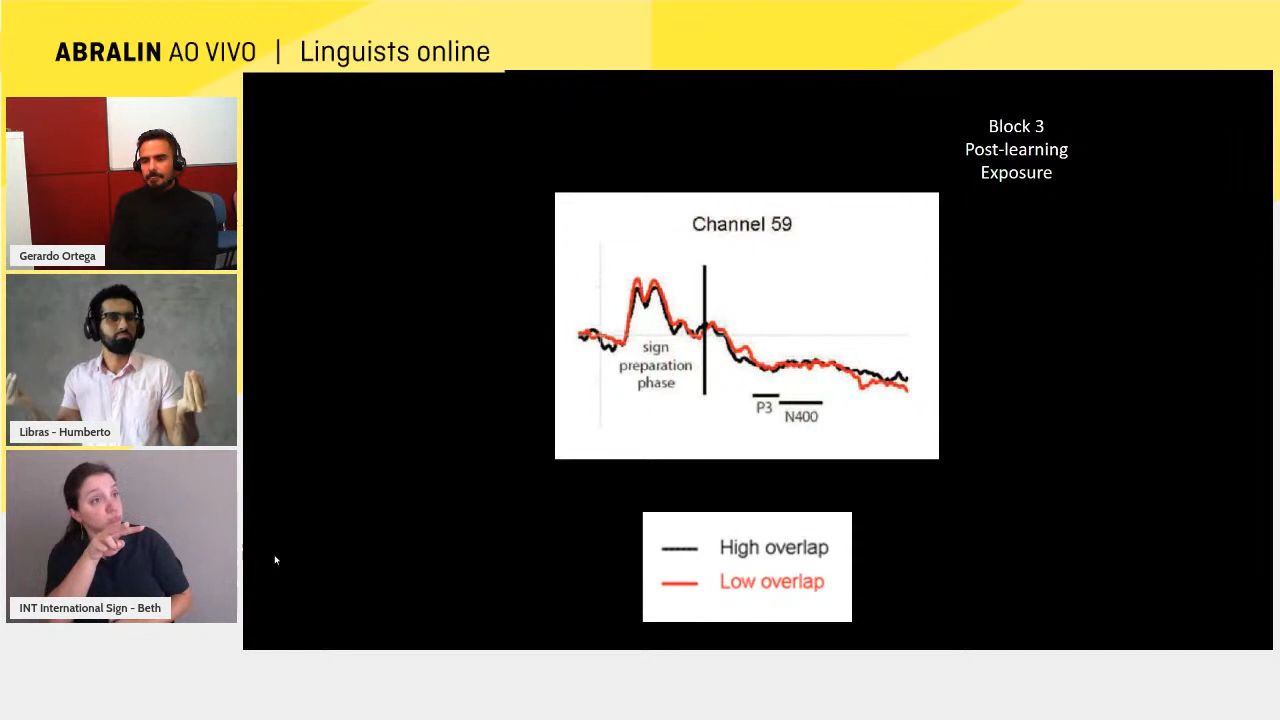 ABRALIN AO VIVO | Linguists online
Gerardo Ortega
Libras - Humberto
INT International Sign - Beth
Block 3
Post-learning
Exposure
Channel 59
sign
preparation
phase
P3
N400
High overlap
Low overlap